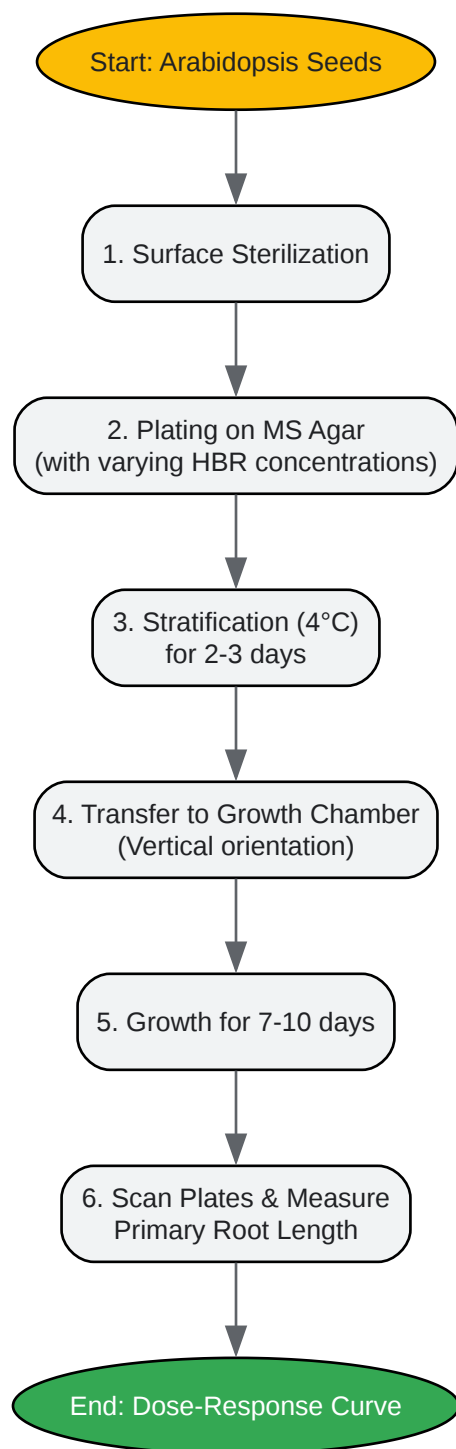 Start: Arabidopsis Seeds
1. Surface Sterilization
2. Plating on MS Agar
(with varying HBR concentrations)
3. Stratification (4°C)
for 2-3 days
4. Transfer to Growth Chamber
(Vertical orientation)
5. Growth for 7-10 days
6. Scan Plates & Measure
Primary Root Length
End: Dose-Response Curve